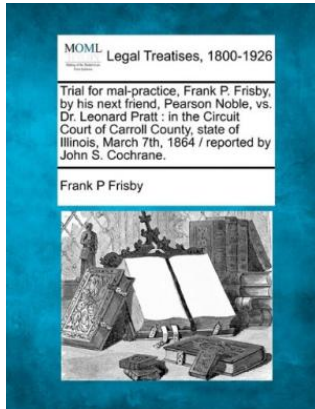 MOML
Legal Treatises, 1800-1926
Trial for mal-practice, Frank P. Frisby,
by his next friend, Pearson Noble, vs.
Dr. Leonard Pratt : in the Circuit
Court of Carroll County, state of
Illinois, March 7th, 1864 / reported by
John S. Cochrane.
Frank P Frisby